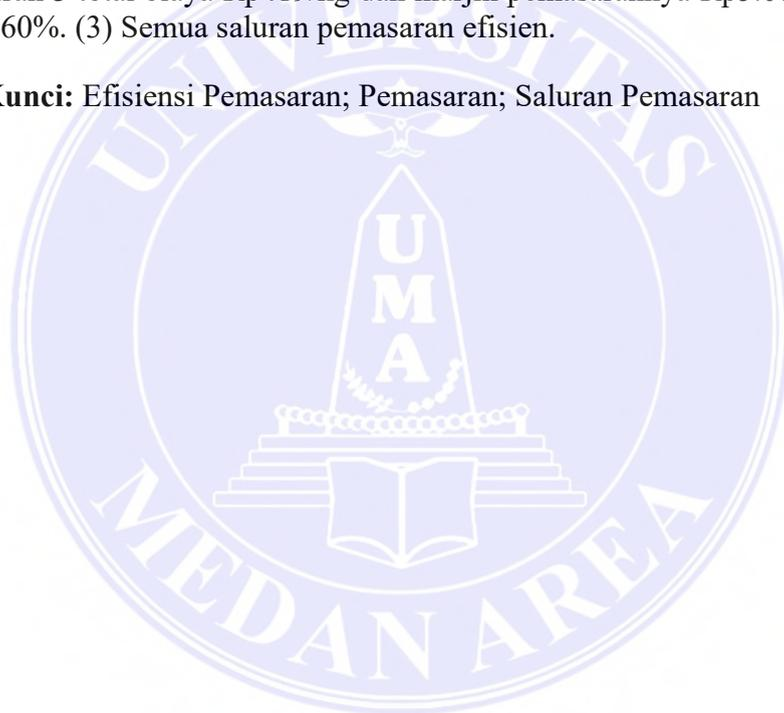 60%. (3) Semua saluran pemasaran efisien.
Kunci: Efisiensi Pemasaran; Pemasaran; Saluran Pemasaran
UNIVERSITAS
UMA
MEDAN AREA